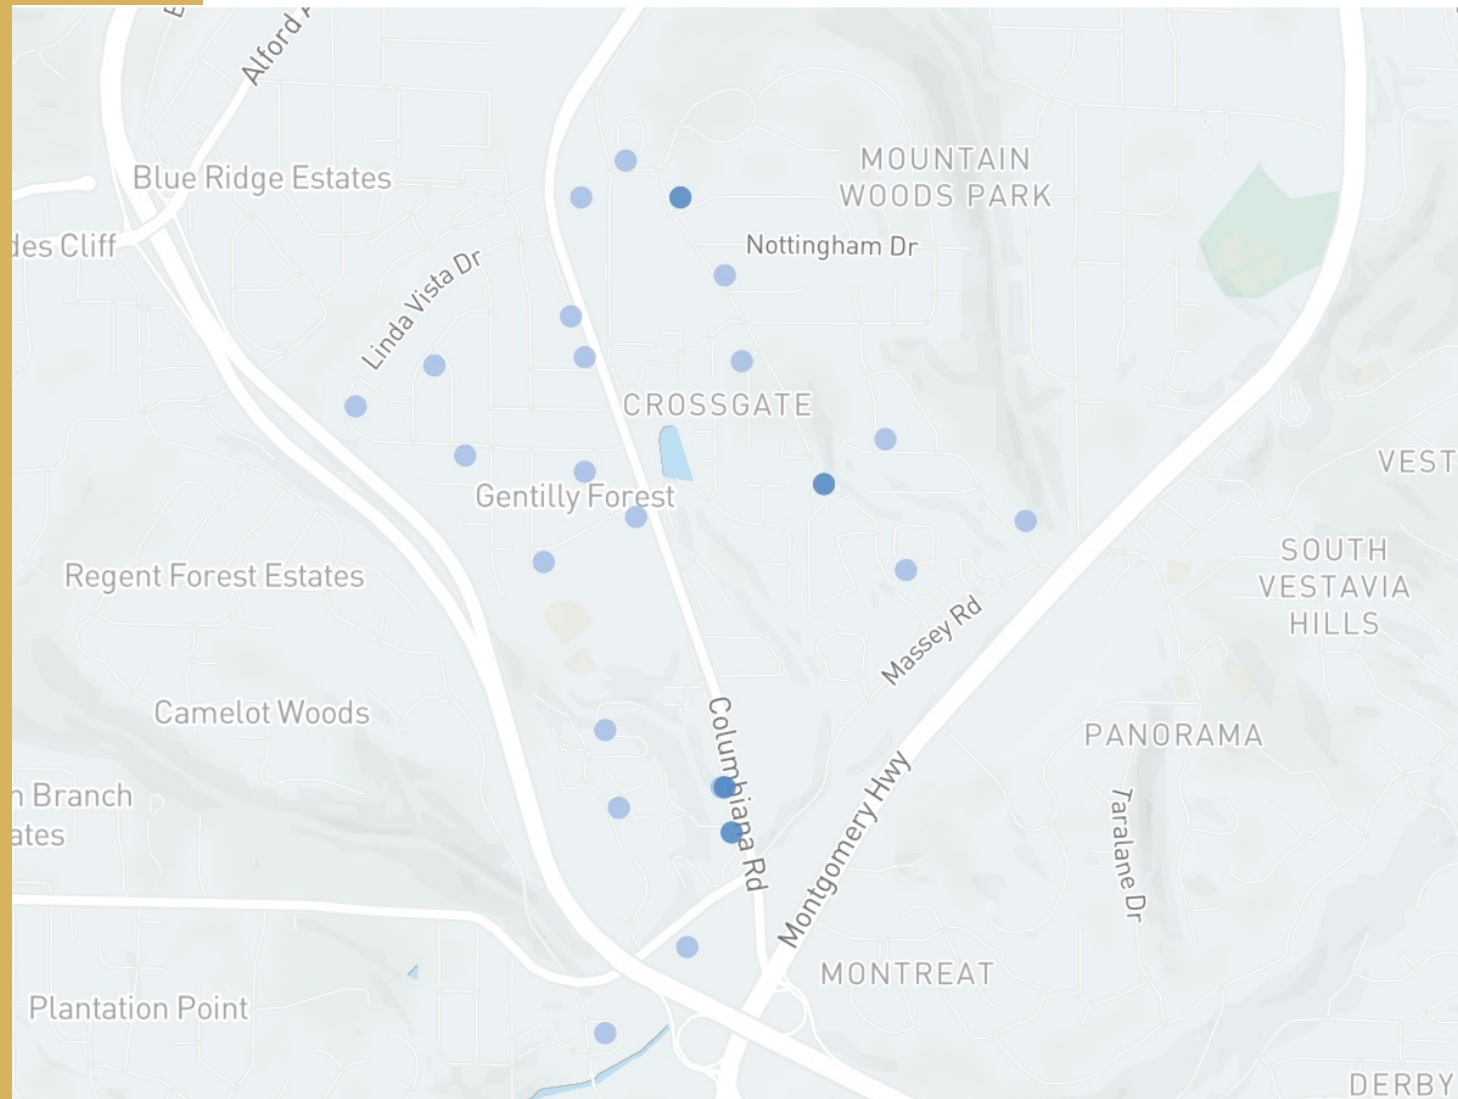 Alford
Blue Ridge Estates
MOUNTAIN
WOODS PARK
des Cliff
Nottingham Dr
Linda Vista Dr
CROSSGATE
VEST
Gentilly Forest
SOUTH
VESTAVIA
HILLS
Regent Forest Estates
Massey Rd
Camelot Woods
PANORAMA
Columbiana Rd
Montgomery Hwy
Taralane Dr
n Branch
ates
MONTREAT
Plantation Point
DERBY